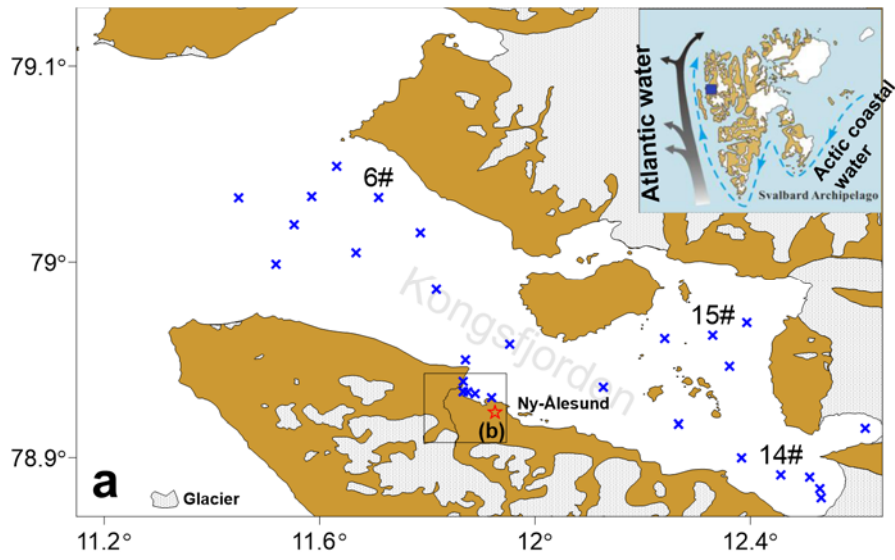 79.1°
79°
78.9°
11.2°
11.6°
12°
12.4°
6#
15#
14#
Kongsfjorden
Ny-Ålesund
(b)
a
Glacier
Atlantic water
Actic coastal
water
Svalbard Archipelago